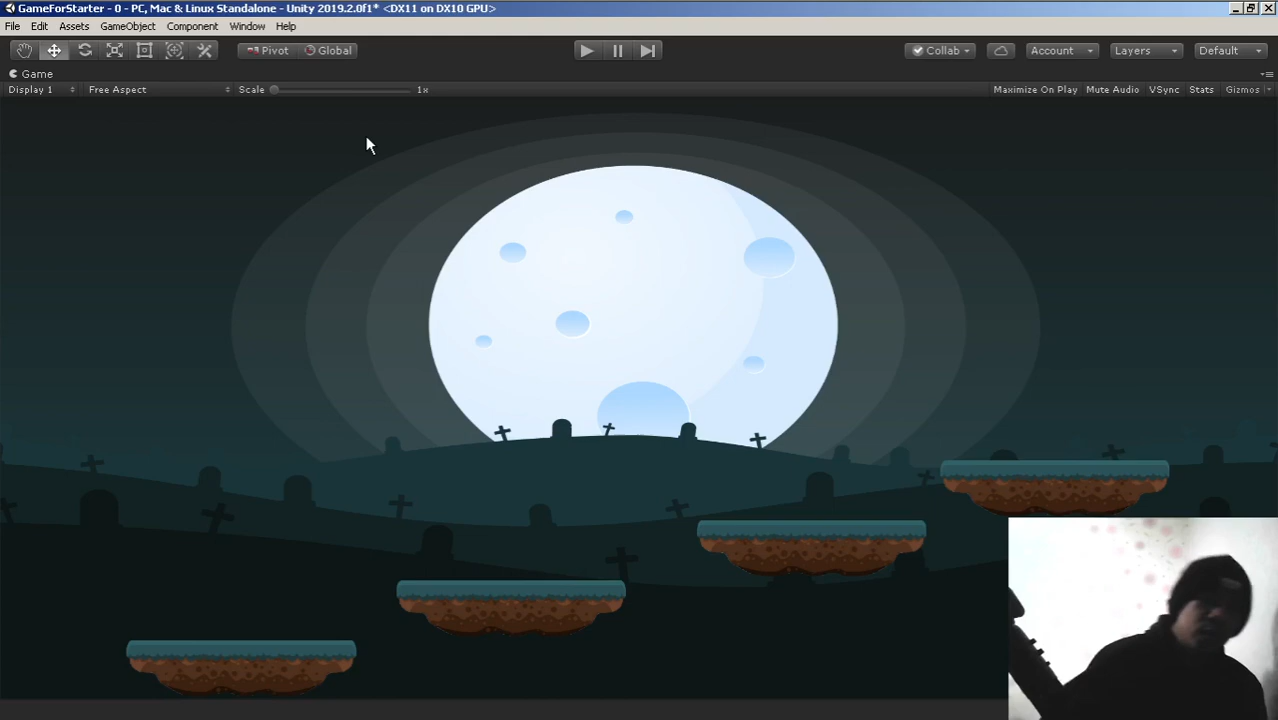 GameForStarter - 0 - PC, Mac & Linux Standalone - Unity 2019.2.0f1* <DX11 on DX10 GPU>
File Edit Assets GameObject Component Window Help
Pivot Global Collab Account Layers Default
Game
Display 1 Free Aspect Scale 1x Maximize On Play Mute Audio VSync Stats Gizmos